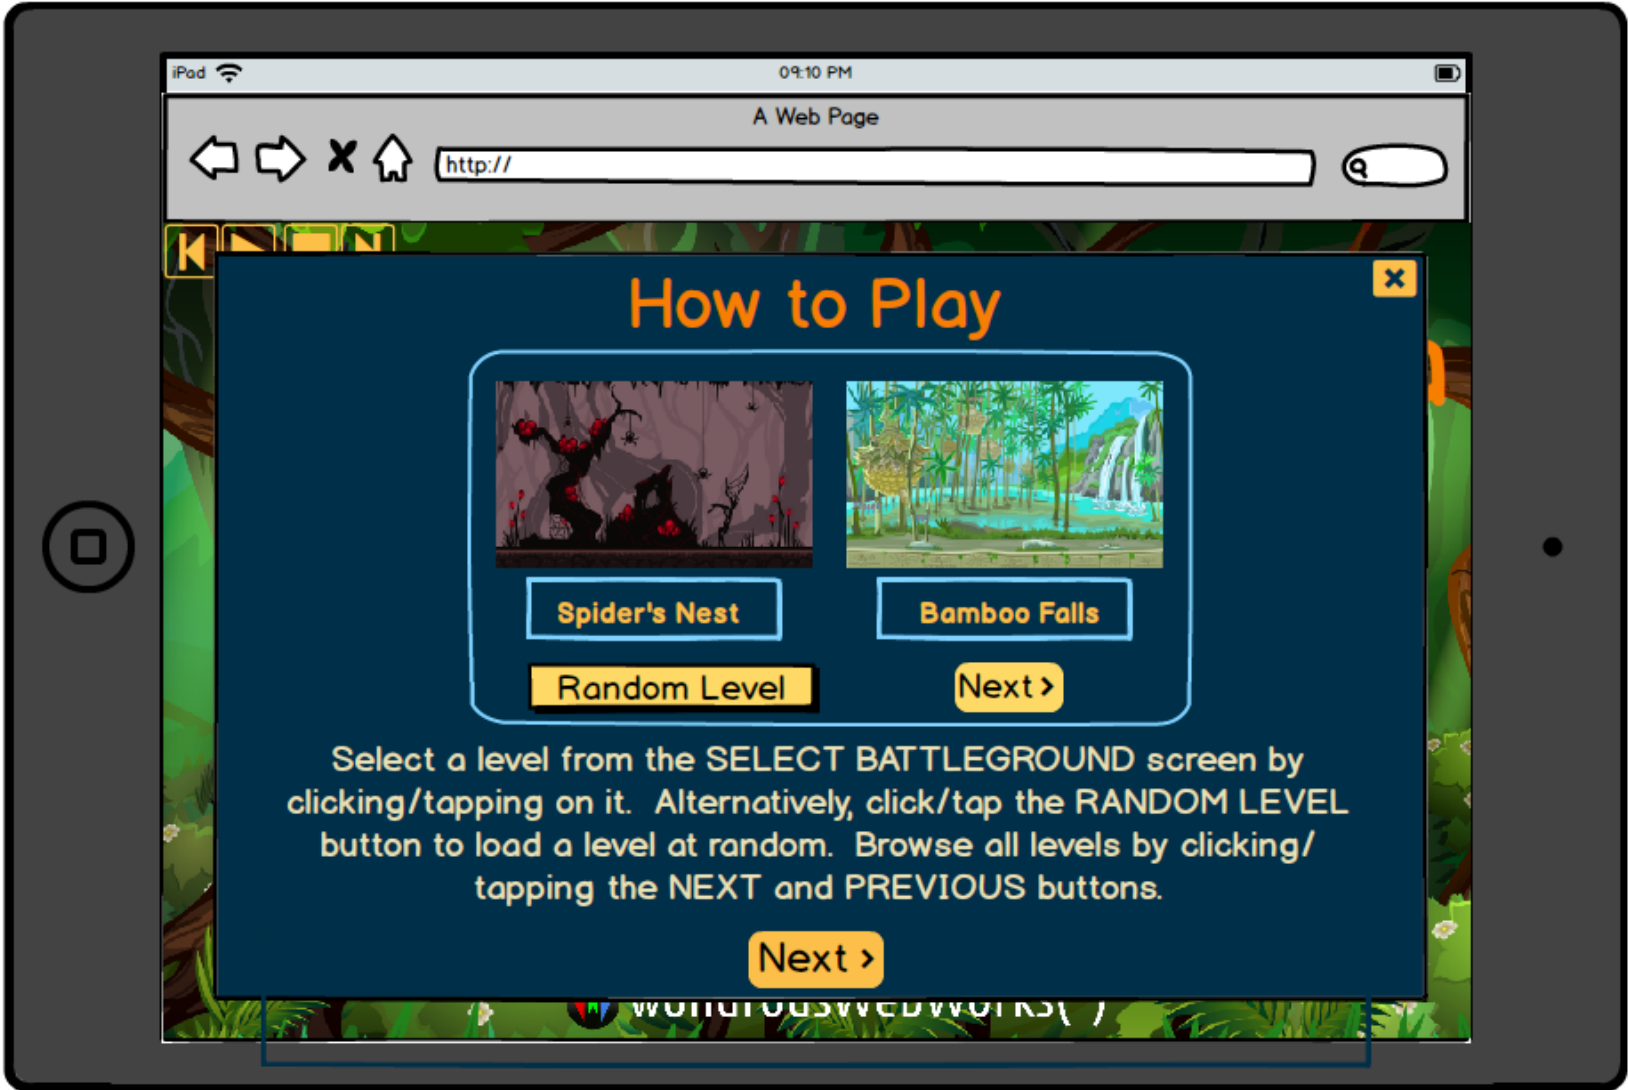 iPad
09:10 PM
A Web Page
http://
How to Play
Spider's Nest
Bamboo Falls
Random Level
Next >
Select a level from the SELECT BATTLEGROUND screen by
clicking/tapping on it. Alternatively, click/tap the RANDOM LEVEL
button to load a level at random. Browse all levels by clicking/
tapping the NEXT and PREVIOUS buttons.
Next >
wondrousWebWorks( )